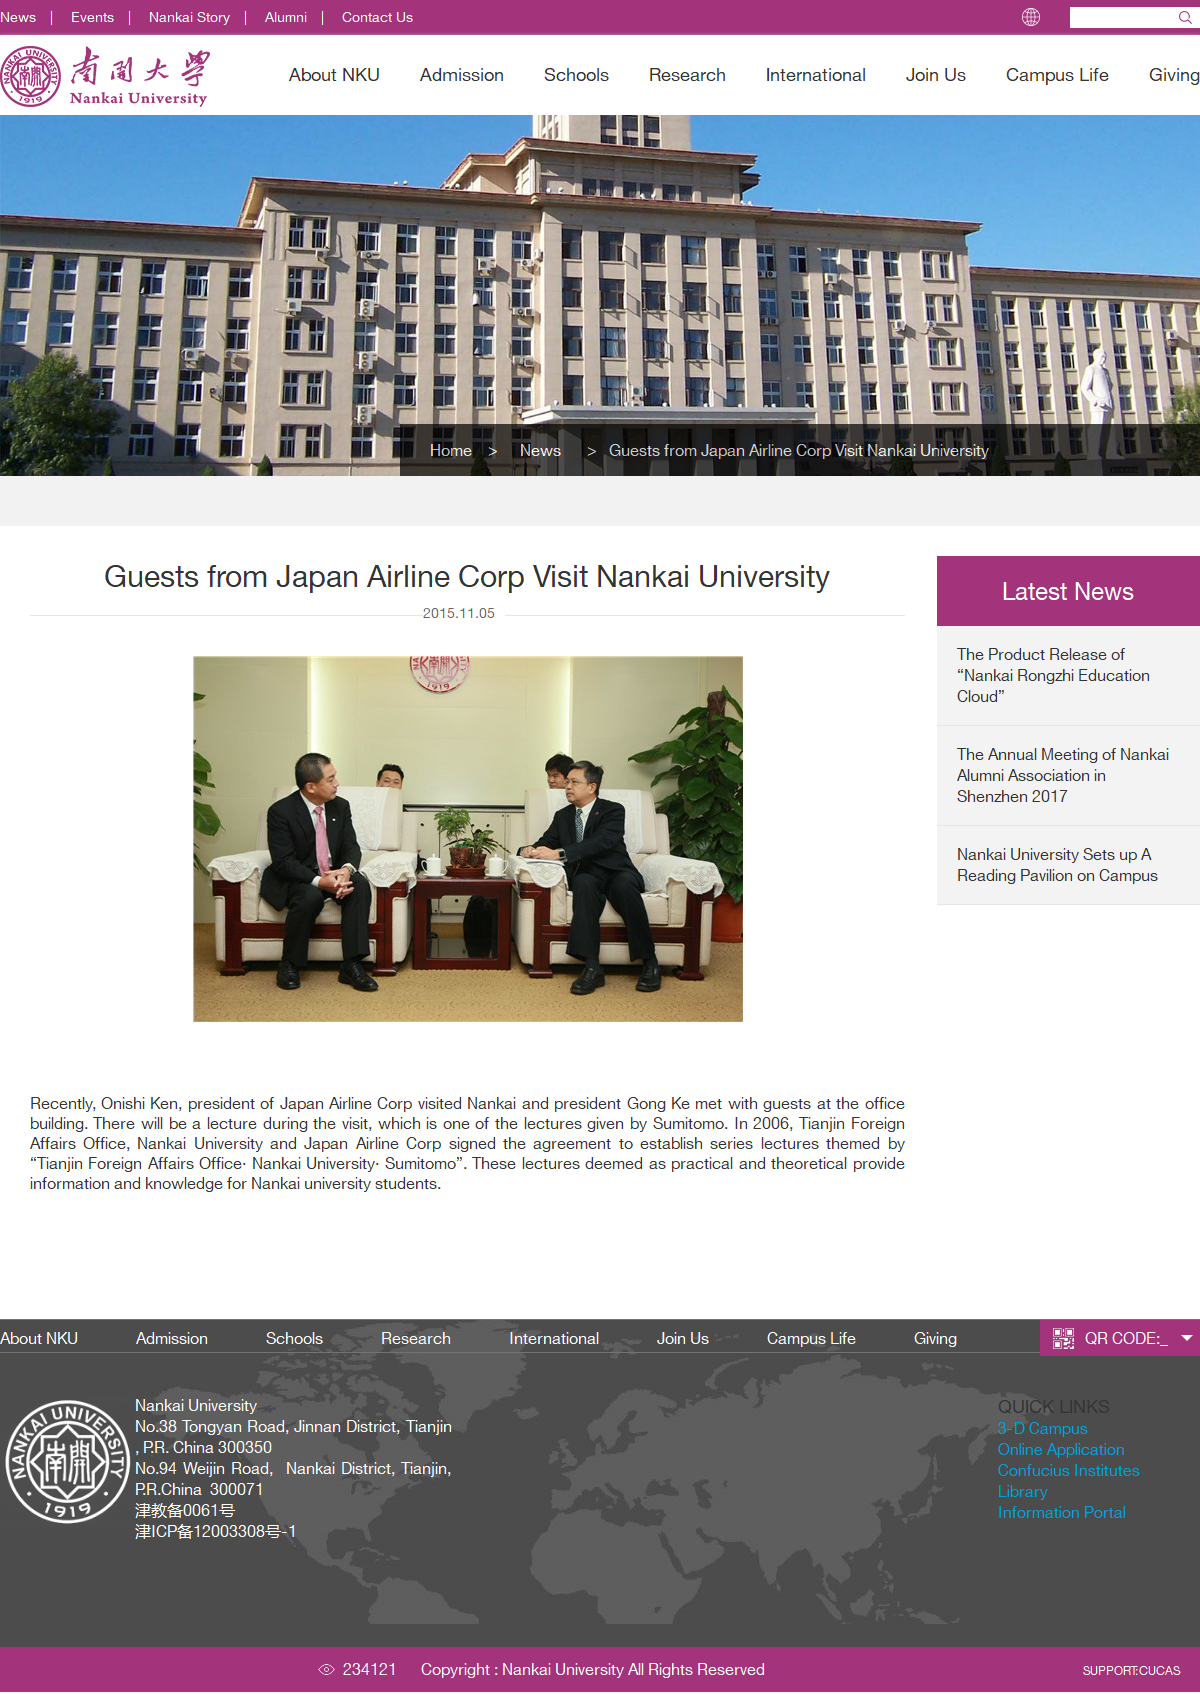 News | Events | Nankai Story | Alumni | Contact Us
NANKAI UNIVERSITY
南開
1919
南開大學
Nankai University
About NKU Admission Schools Research International Join Us Campus Life Giving
Home > News > Guests from Japan Airline Corp Visit Nankai University
Guests from Japan Airline Corp Visit Nankai University
2015.11.05
1919
Latest News
The Product Release of
“Nankai Rongzhi Education
Cloud”
The Annual Meeting of Nankai
Alumni Association in
Shenzhen 2017
Nankai University Sets up A
Reading Pavilion on Campus
Recently, Onishi Ken, president of Japan Airline Corp visited Nankai and president Gong Ke met with guests at the office
building. There will be a lecture during the visit, which is one of the lectures given by Sumitomo. In 2006, Tianjin Foreign
Affairs Office, Nankai University and Japan Airline Corp signed the agreement to establish series lectures themed by
“Tianjin Foreign Affairs Office· Nankai University· Sumitomo”. These lectures deemed as practical and theoretical provide
information and knowledge for Nankai university students.
About NKU Admission Schools Research International Join Us Campus Life Giving QR CODE:_
NANKAI UNIVERSITY
南開
1919
Nankai University
No.38 Tongyan Road, Jinnan District, Tianjin
, P.R. China 300350
No.94 Weijin Road, Nankai District, Tianjin,
P.R.China 300071
津教备0061号
津ICP备12003308号-1
QUICK LINKS
3-D Campus
Online Application
Confucius Institutes
Library
Information Portal
234121 Copyright : Nankai University All Rights Reserved
SUPPORT:CUCAS